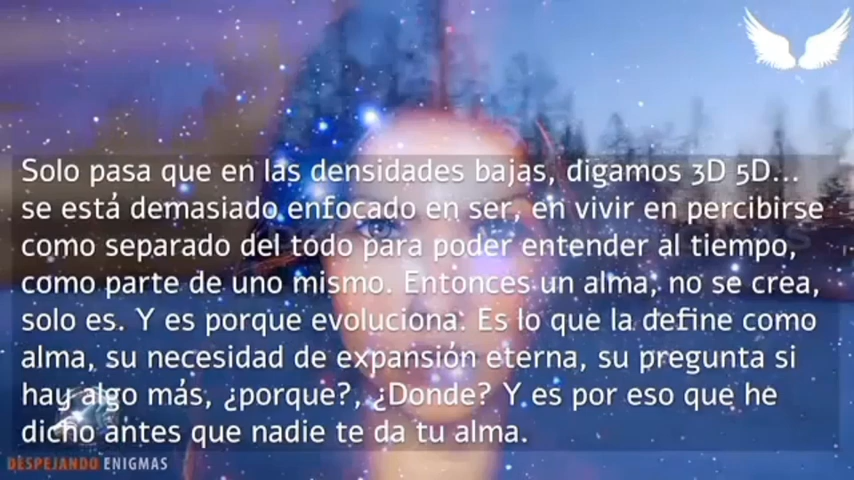 Solo pasa que en las densidades bajas, digamos 3D 5D...
se está demasiado enfocado en ser, en vivir en percibirse
como separado del todo para poder entender al tiempo,
como parte de uno mismo. Entonces un alma, no se crea,
solo es. Y es porque evoluciona. Es lo que la define como
alma, su necesidad de expansión eterna, su pregunta si
hay algo más, ¿porque?, ¿Donde? Y es por eso que he
dicho antes que nadie te da tu alma.
DESPEJANDO ENIGMAS